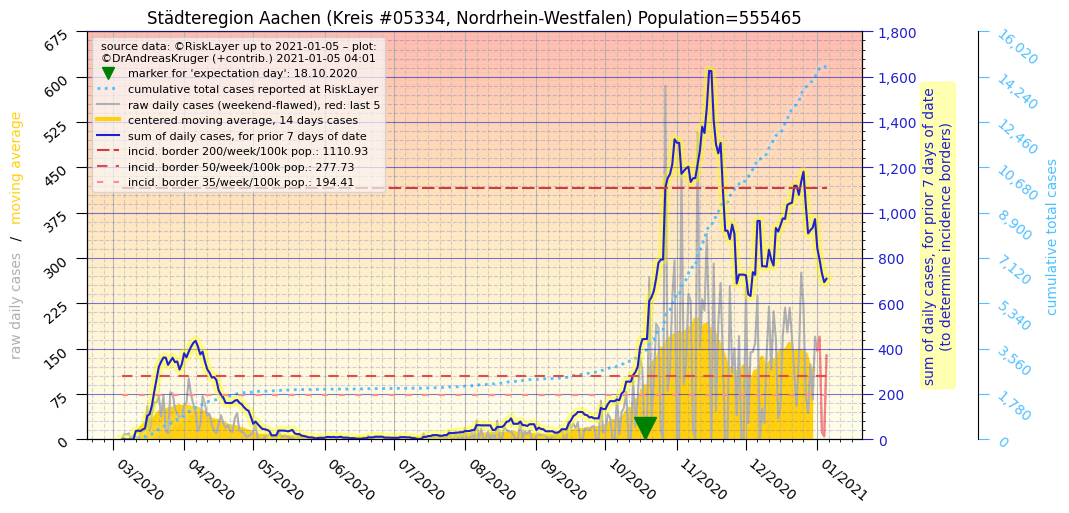 Städteregion Aachen (Kreis #05334, Nordrhein-Westfalen) Population=555465
source data: ©RiskLayer up to 2021-01-05 – plot:
©DrAndreasKruger (+contrib.) 2021-01-05 04:01
marker for 'expectation day': 18.10.2020
cumulative total cases reported at RiskLayer
raw daily cases (weekend-flawed), red: last 5
centered moving average, 14 days cases
sum of daily cases, for prior 7 days of date
incid. border 200/week/100k pop.: 1110.93
incid. border 50/week/100k pop.: 277.73
incid. border 35/week/100k pop.: 194.41
raw daily cases / moving average
675
600
525
450
375
300
225
150
75
0
03/2020
04/2020
05/2020
06/2020
07/2020
08/2020
09/2020
10/2020
11/2020
12/2020
01/2021
1,800
1,600
1,400
1,200
1,000
800
600
400
200
0
sum of daily cases, for prior 7 days of date
(to determine incidence borders)
16,020
14,240
12,460
10,680
8,900
7,120
5,340
3,560
1,780
0
cumulative total cases